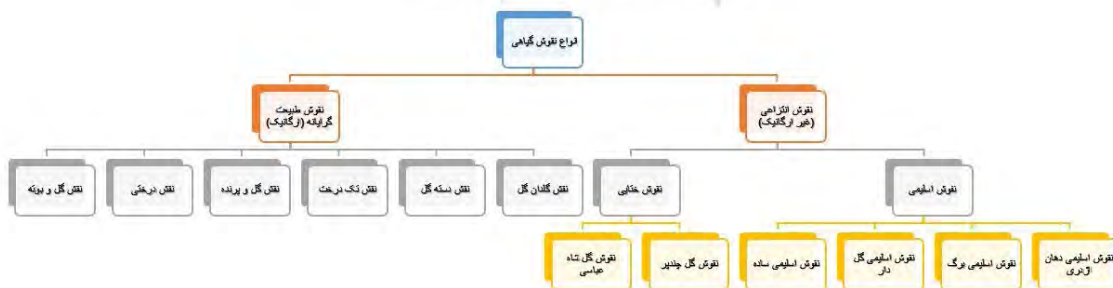 انواع نقوش گیاهی
نقوش انتزاعی
(غیر ارگانیک)
نقوش طبیعت
گرایانه (ارگانیک)
نقوش اسلیمی
نقوش ختایی
نقش گلدان گل
نقش دسته گل
نقش تک درخت
نقش گل و پرنده
نقش درختی
نقش گل و بوته
نقوش اسلیمی دهان
اژدری
نقوش اسلیمی برگ
نقوش اسلیمی گل
دار
نقوش اسلیمی ساده
نقوش گل چندپر
نقوش گل شاه
عباسی